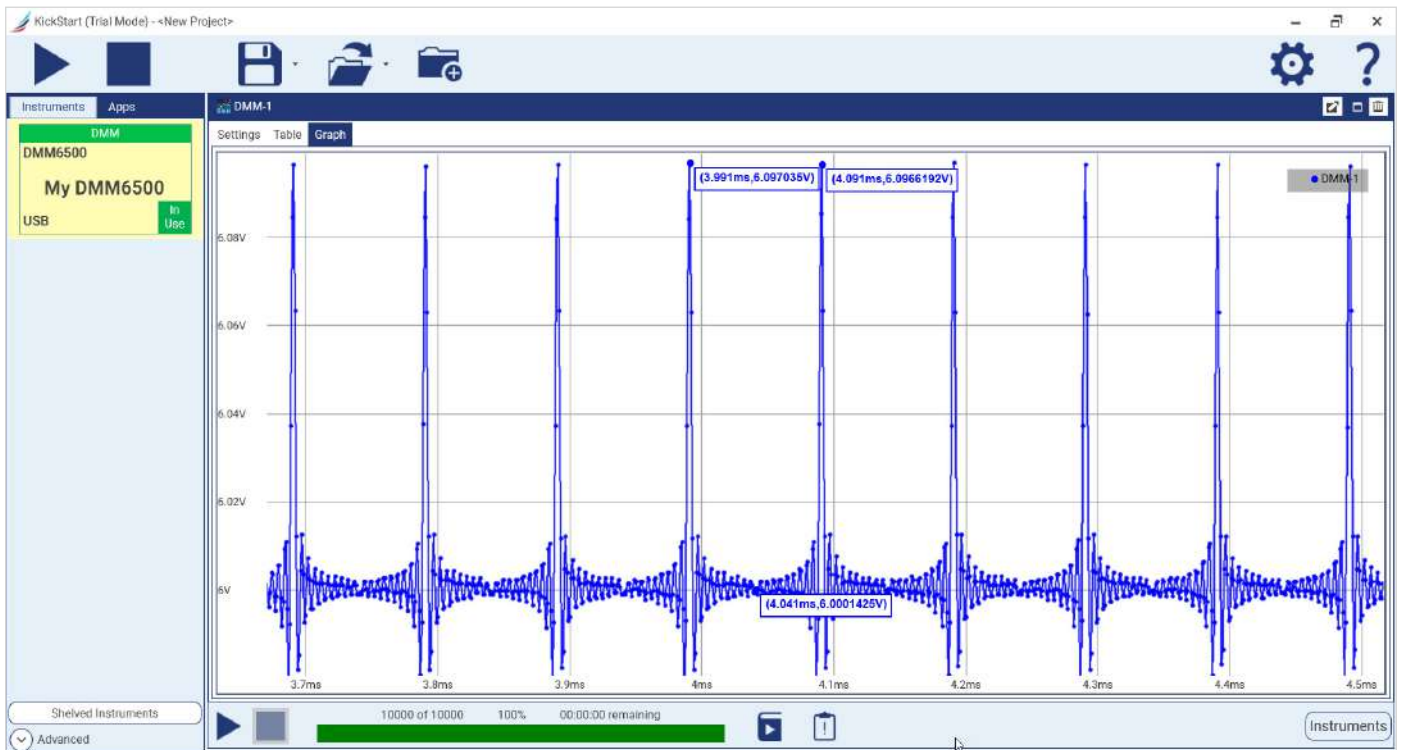 KickStart (Trial Mode) - <New Project>
Instruments Apps
DMM
DMM6500
My DMM6500
USB
In
Use
Shelved Instruments
Advanced
DMM-1
Settings Table Graph
(3.991ms,6.097035V) (4.091ms,6.0966192V)
DMM-1
6.08V
6.06V
6.04V
6.02V
6V
(4.041ms,6.0001425V)
3.7ms 3.8ms 3.9ms 4ms 4.1ms 4.2ms 4.3ms 4.4ms 4.5ms
10000 of 10000 100% 00:00:00 remaining
Instruments